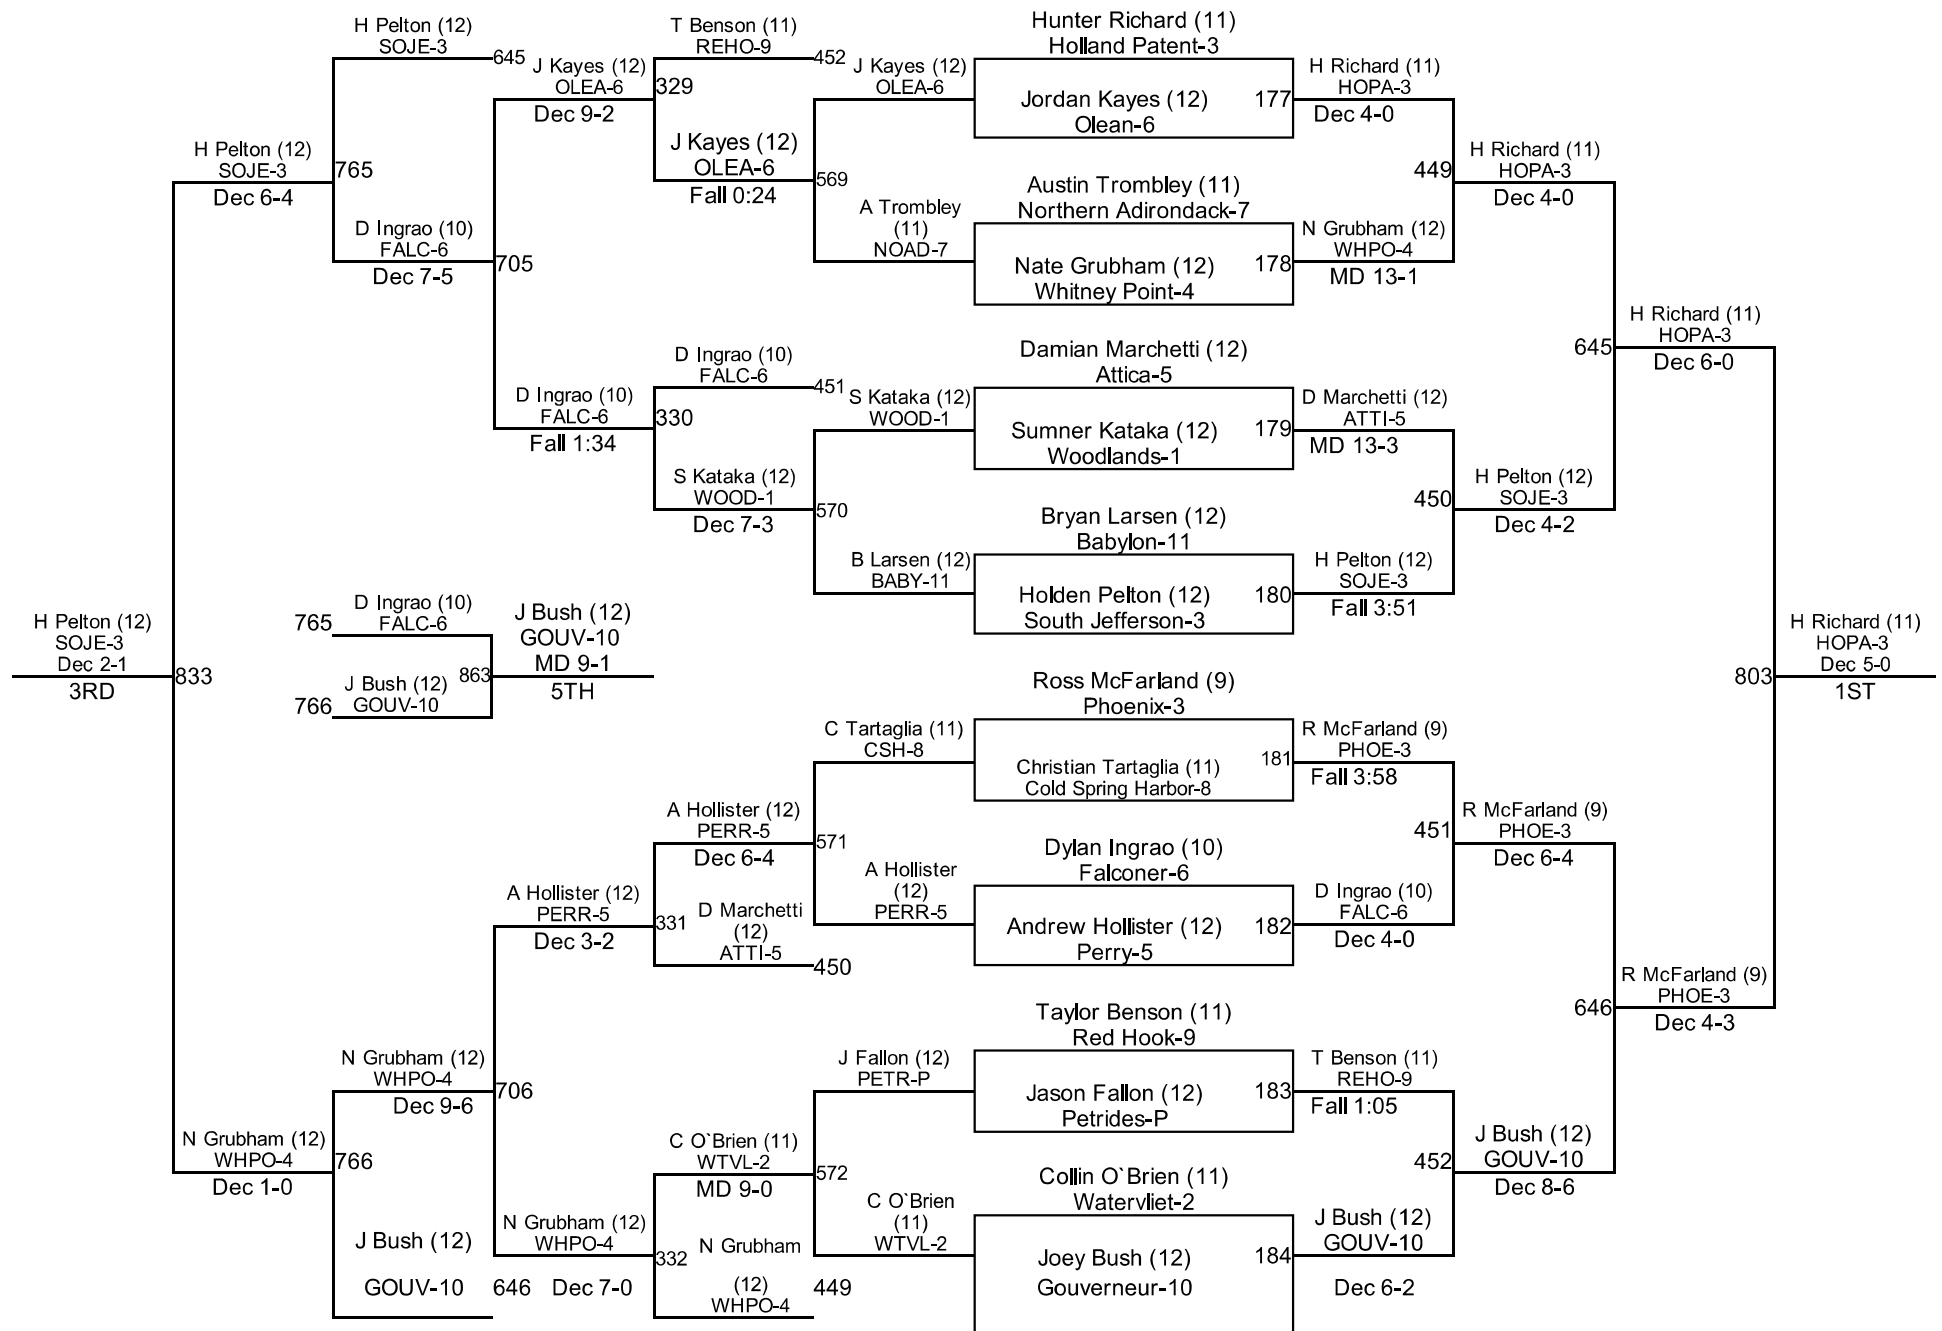 H Pelton (12)
SOJE-3
645
T Benson (11)
REHO-9
452
Hunter Richard (11)
Holland Patent-3
J Kayes (12)
OLEA-6
Dec 9-2
329
J Kayes (12)
OLEA-6
Jordan Kayes (12)
Olean-6
177
H Richard (11)
HOPA-3
Dec 4-0
H Pelton (12)
SOJE-3
Dec 6-4
765
J Kayes (12)
OLEA-6
Fall 0:24
569
Austin Trombley (11)
Northern Adirondack-7
449
H Richard (11)
HOPA-3
Dec 4-0
D Ingrao (10)
FALC-6
Dec 7-5
705
A Trombley
(11)
NOAD-7
Nate Grubham (12)
Whitney Point-4
178
N Grubham (12)
WHPO-4
MD 13-1
D Ingrao (10)
FALC-6
451
Damian Marchetti (12)
Attica-5
645
H Richard (11)
HOPA-3
Dec 6-0
D Ingrao (10)
FALC-6
Fall 1:34
330
S Kataka (12)
WOOD-1
Sumner Kataka (12)
Woodlands-1
179
D Marchetti (12)
ATTI-5
MD 13-3
S Kataka (12)
WOOD-1
Dec 7-3
570
Bryan Larsen (12)
Babylon-11
450
H Pelton (12)
SOJE-3
Dec 4-2
B Larsen (12)
BABY-11
Holden Pelton (12)
South Jefferson-3
180
H Pelton (12)
SOJE-3
Fall 3:51
H Pelton (12)
SOJE-3
Dec 2-1
3RD
833
765
D Ingrao (10)
FALC-6
766
J Bush (12)
GOUV-10
863
J Bush (12)
GOUV-10
MD 9-1
5TH
803
H Richard (11)
HOPA-3
Dec 5-0
1ST
Ross McFarland (9)
Phoenix-3
C Tartaglia (11)
CSH-8
Christian Tartaglia (11)
Cold Spring Harbor-8
181
R McFarland (9)
PHOE-3
Fall 3:58
A Hollister (12)
PERR-5
Dec 6-4
571
Dylan Ingrao (10)
Falconer-6
451
R McFarland (9)
PHOE-3
Dec 6-4
A Hollister (12)
PERR-5
Dec 3-2
331
D Marchetti
(12)
ATTI-5
450
A Hollister
(12)
PERR-5
Andrew Hollister (12)
Perry-5
182
D Ingrao (10)
FALC-6
Dec 4-0
Taylor Benson (11)
Red Hook-9
646
R McFarland (9)
PHOE-3
Dec 4-3
N Grubham (12)
WHPO-4
Dec 9-6
706
J Fallon (12)
PETR-P
Jason Fallon (12)
Petrides-P
183
T Benson (11)
REHO-9
Fall 1:05
N Grubham (12)
WHPO-4
Dec 1-0
766
C O`Brien (11)
WTVL-2
MD 9-0
572
Collin O`Brien (11)
Watervliet-2
452
J Bush (12)
GOUV-10
Dec 8-6
J Bush (12)
GOUV-10
646
N Grubham (12)
WHPO-4
Dec 7-0
332
N Grubham
(12)
WHPO-4
449
C O`Brien
(11)
WTVL-2
Joey Bush (12)
Gouverneur-10
184
J Bush (12)
GOUV-10
Dec 6-2